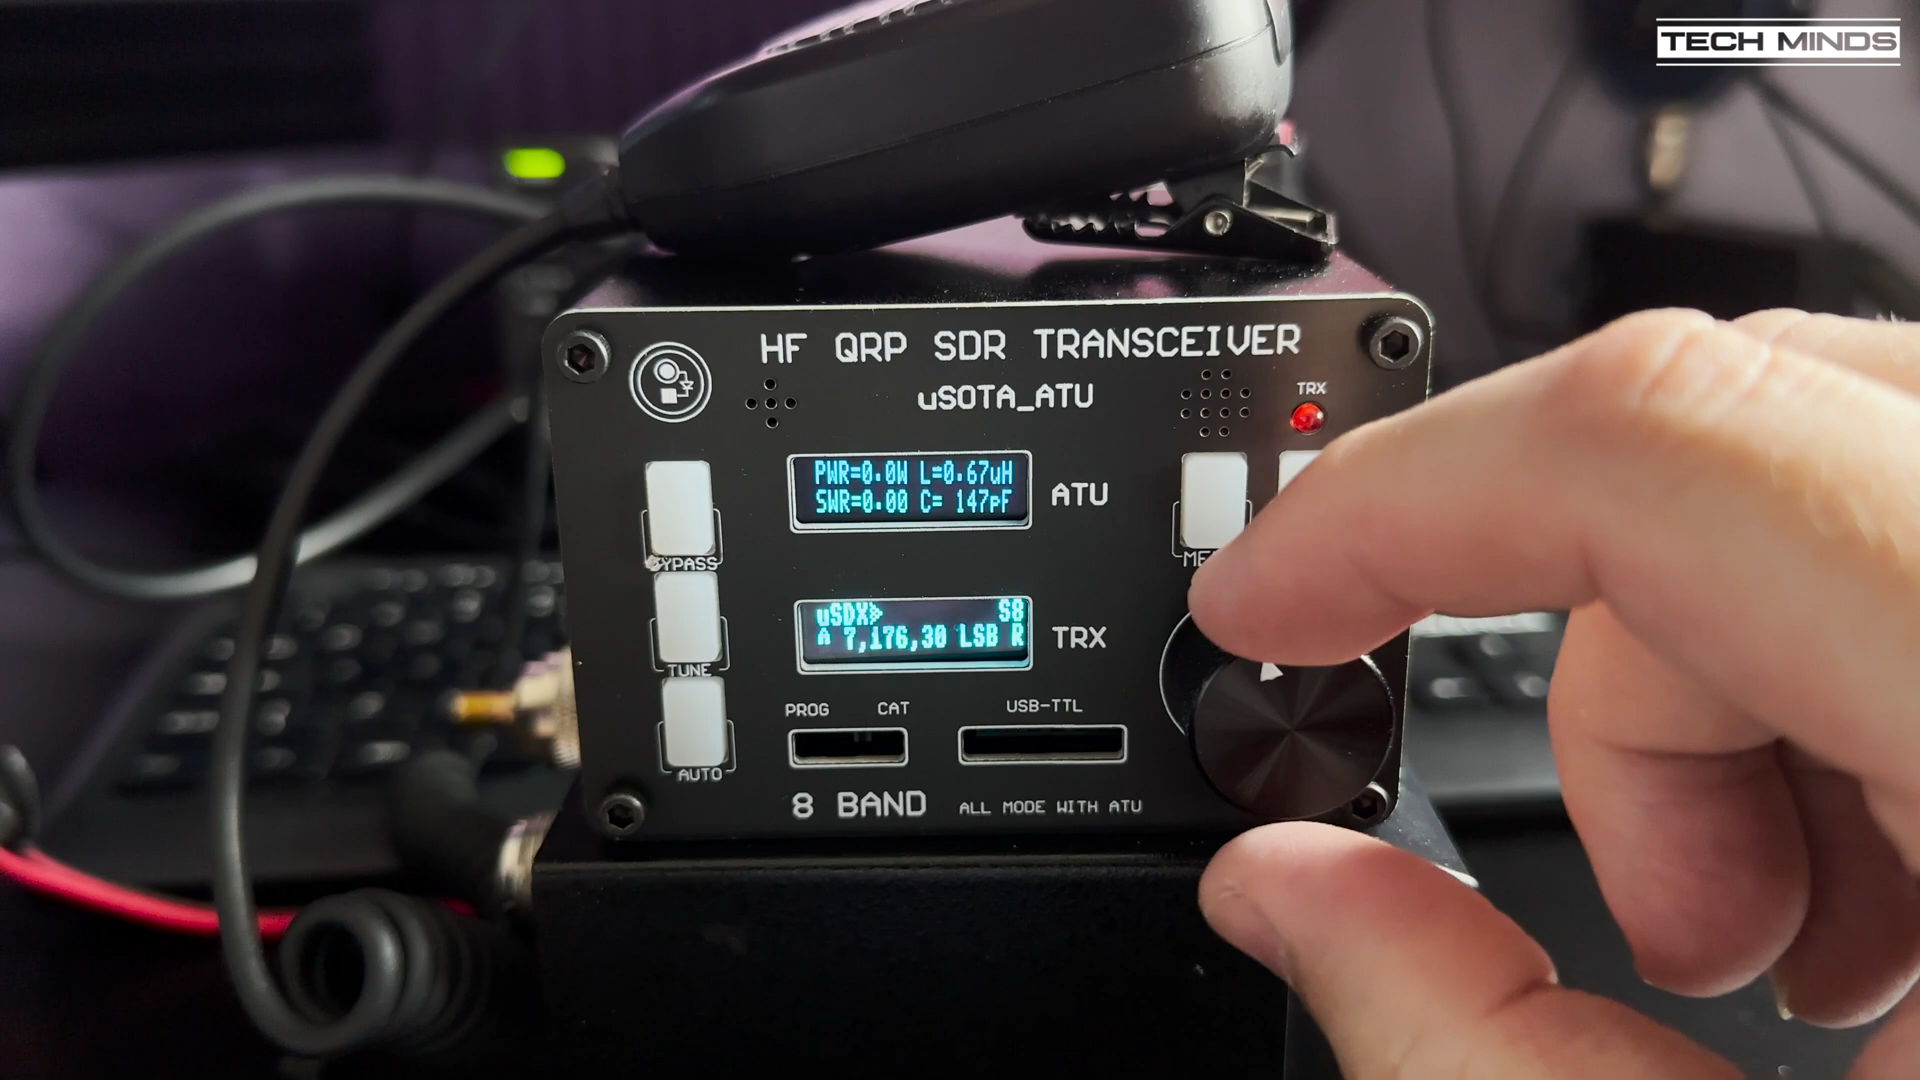 TECH MINDS
HF QRP SDR TRANSCEIVER
uSOTA_ATU
TRX
PWR=0.0W L=0.67uH
SWR=0.00 C= 147pF
ATU
BYPASS
uSDX S8
A 7,176,30 LSB R
TRX
TUNE
PROG CAT USB-TTL
AUTO
8 BAND ALL MODE WITH ATU